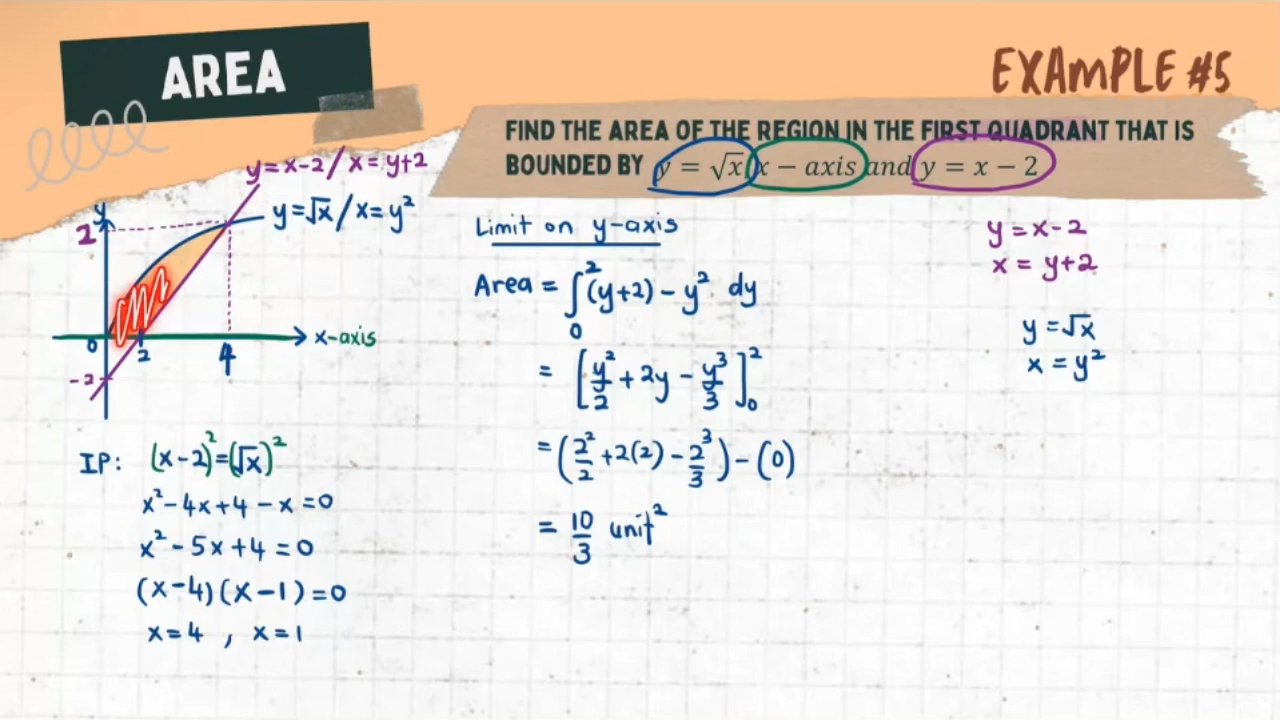 AREA
EXAMPLE #5
FIND THE AREA OF THE REGION IN THE FIRST QUADRANT THAT IS
BOUNDED BY y = √x, x − axis and y = x − 2
y = x-2 / x = y+2
y
y = √x / x = y²
2
0
2
4
x-axis
-2
IP: (x-2)² = (√x)²
x² - 4x + 4 - x = 0
x² - 5x + 4 = 0
(x-4)(x-1) = 0
x = 4 , x = 1
Limit on y-axis
Area = ∫₀² (y+2) - y² dy
= [y²/2 + 2y - y³/3]₀²
= (2²/2 + 2(2) - 2³/3) - (0)
= 10/3 unit²
y = x-2
x = y+2
y = √x
x = y²